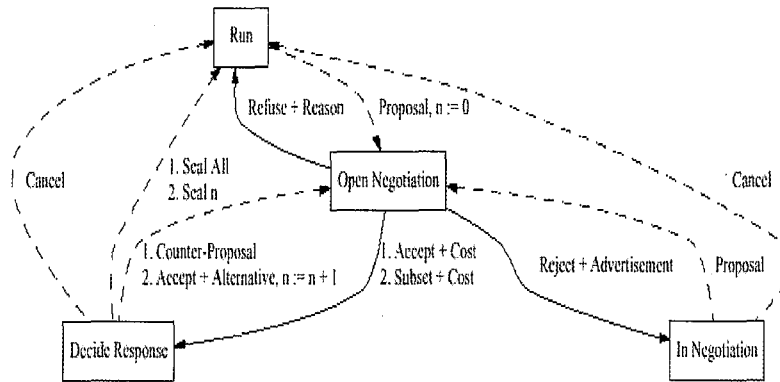 Run
Refuse + Reason
Proposal, n := 0
Cancel
1. Seal All
2. Seal n
Open Negotiation
Cancel
1. Counter-Proposal
2. Accept + Alternative, n := n + 1
1. Accept + Cost
2. Subset + Cost
Reject + Advertisement
Proposal
Decide Response
In Negotiation